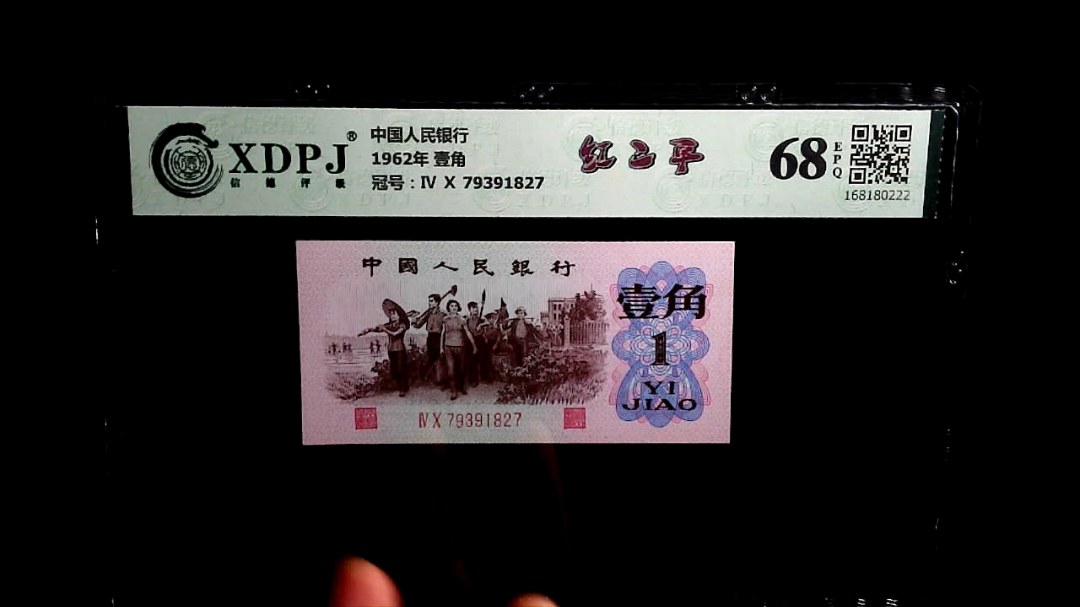 XDPJ®
信德评级
中国人民银行
1962年 壹角
冠号：Ⅳ Ⅹ 79391827
红二平
68
EPQ
168180222
中國人民銀行
壹角
1
YI
JIAO
Ⅳ Ⅹ 79391827